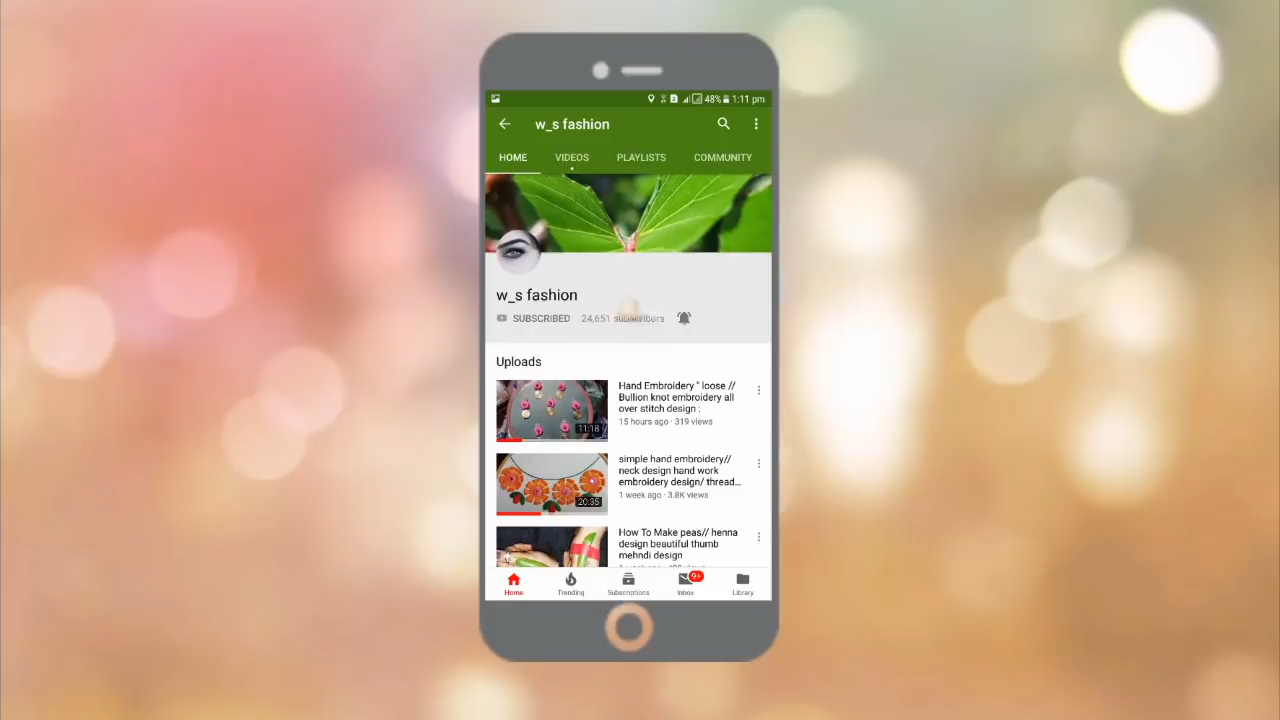 48% 1:11 pm
w_s fashion
HOME VIDEOS PLAYLISTS COMMUNITY
w_s fashion
SUBSCRIBED 24,651 subscribers
Uploads
Hand Embroidery " loose //
Bullion knot embroidery all
over stitch design :
15 hours ago · 319 views
11:18
simple hand embroidery//
neck design hand work
embroidery design/ thread...
1 week ago · 3.8K views
20:35
How To Make peas// henna
design beautiful thumb
mehndi design
9+
Home Trending Subscriptions Inbox Library